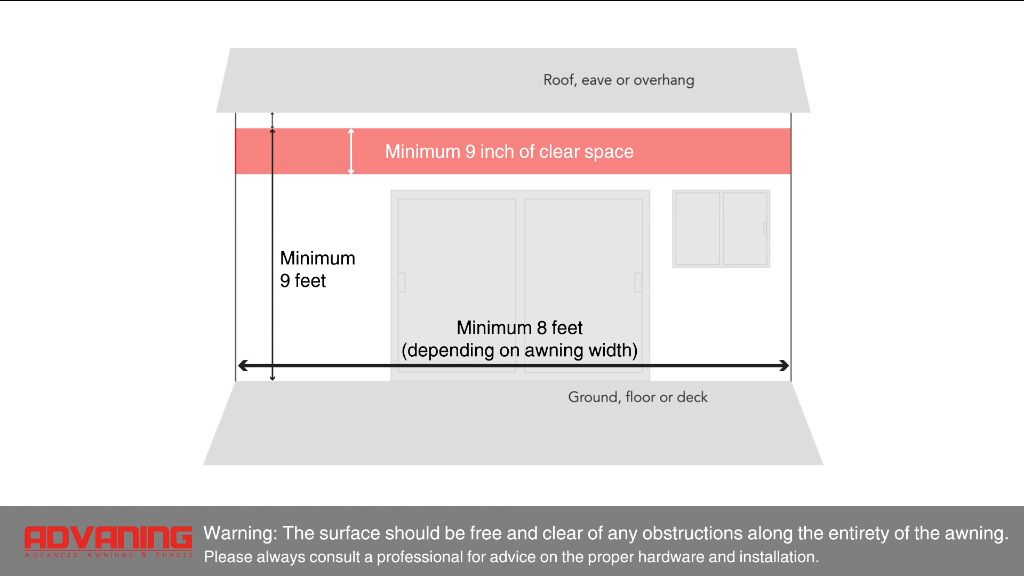 Roof, eave or overhang
Minimum 9 inch of clear space
Minimum
9 feet
Minimum 8 feet
(depending on awning width)
Ground, floor or deck
ADVANING
ADVANCED AWNINGS & SHADES
Warning: The surface should be free and clear of any obstructions along the entirety of the awning.
Please always consult a professional for advice on the proper hardware and installation.